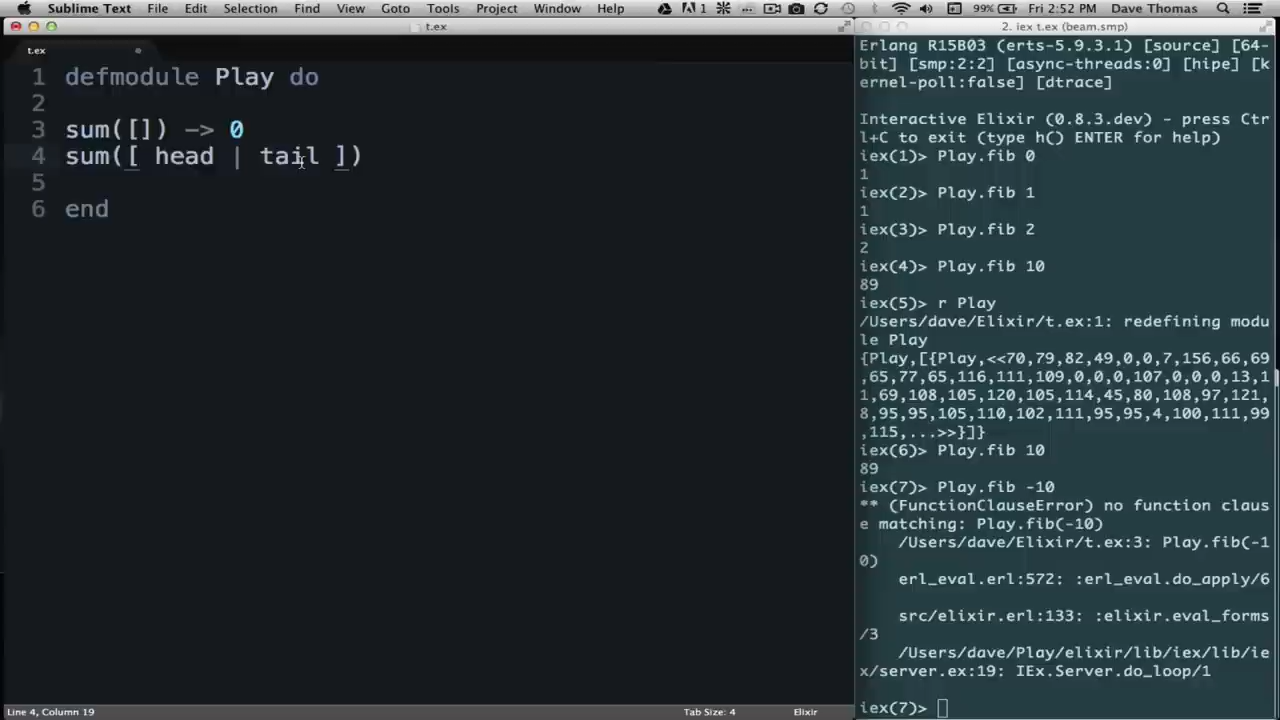 Sublime Text File Edit Selection Find View Goto Tools Project Window Help 1 99% Fri 2:52 PM Dave Thomas
t.ex
t.ex
1 defmodule Play do
2
3 sum([]) -> 0
4 sum([ head | tail ])
5
6 end
Line 4, Column 19 Tab Size: 4 Elixir
2. iex t.ex (beam.smp)
Erlang R15B03 (erts-5.9.3.1) [source] [64-
bit] [smp:2:2] [async-threads:0] [hipe] [k
ernel-poll:false] [dtrace]
Interactive Elixir (0.8.3.dev) - press Ctr
l+C to exit (type h() ENTER for help)
iex(1)> Play.fib 0
1
iex(2)> Play.fib 1
1
iex(3)> Play.fib 2
2
iex(4)> Play.fib 10
89
iex(5)> r Play
/Users/dave/Elixir/t.ex:1: redefining modu
le Play
{Play,[{Play,<<70,79,82,49,0,0,7,156,66,69
,65,77,65,116,111,109,0,0,0,107,0,0,0,13,1
1,69,108,105,120,105,114,45,80,108,97,121,
8,95,95,105,110,102,111,95,95,4,100,111,99
,115,...>>}]}
iex(6)> Play.fib 10
89
iex(7)> Play.fib -10
** (FunctionClauseError) no function claus
e matching: Play.fib(-10)
/Users/dave/Elixir/t.ex:3: Play.fib(-1
0)
erl_eval.erl:572: :erl_eval.do_apply/6
src/elixir.erl:133: :elixir.eval_forms
/3
/Users/dave/Play/elixir/lib/iex/lib/ie
x/server.ex:19: IEx.Server.do_loop/1
iex(7)>